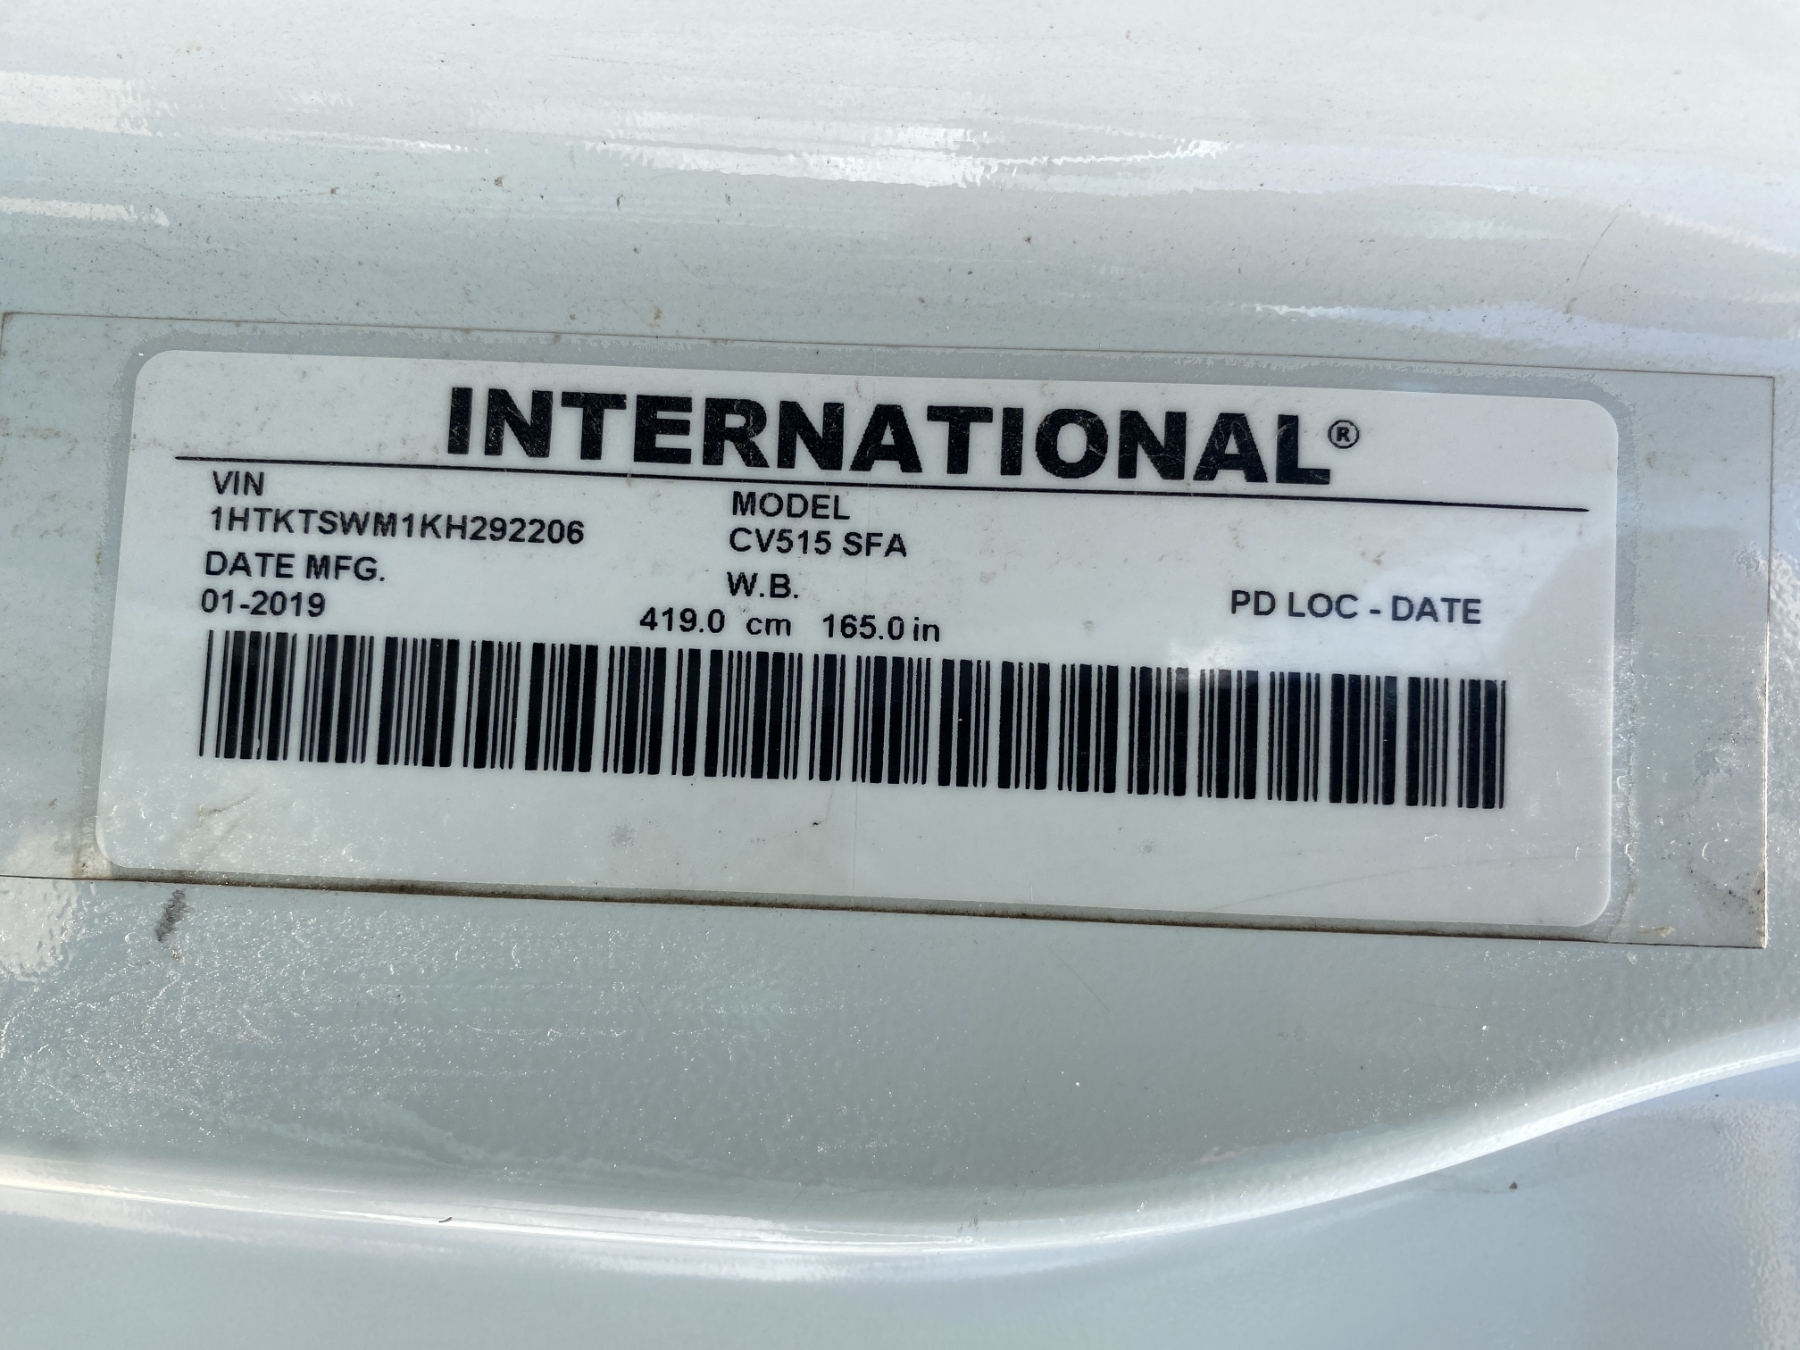 INTERNATIONAL®
VIN
1HTKTSWM1KH292206
MODEL
CV515 SFA
DATE MFG.
01-2019
W.B.
419.0 cm 165.0 in
PD LOC - DATE